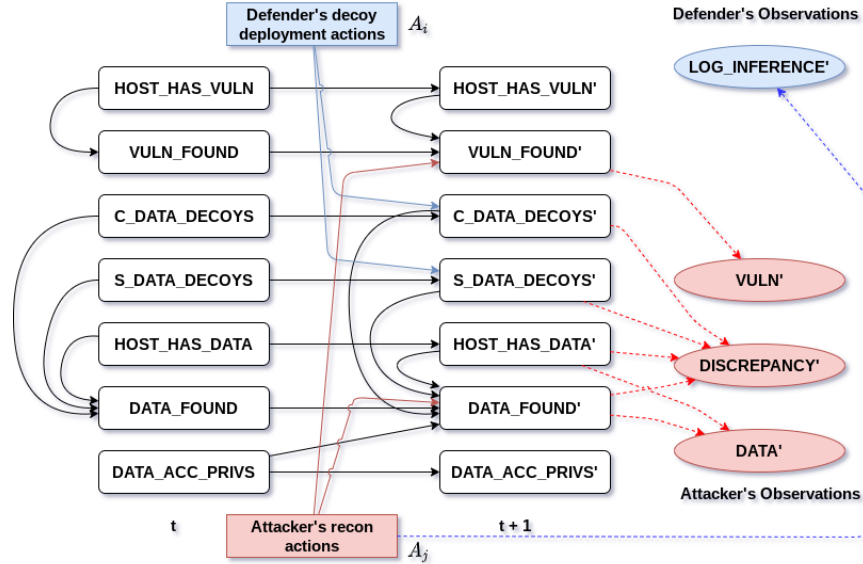 Defender's decoy
deployment actions
A_i
Defender's Observations
HOST_HAS_VULN
HOST_HAS_VULN'
LOG_INFERENCE'
VULN_FOUND
VULN_FOUND'
C_DATA_DECOYS
C_DATA_DECOYS'
S_DATA_DECOYS
S_DATA_DECOYS'
VULN'
HOST_HAS_DATA
HOST_HAS_DATA'
DISCREPANCY'
DATA_FOUND
DATA_FOUND'
DATA'
DATA_ACC_PRIVS
DATA_ACC_PRIVS'
Attacker's Observations
t
Attacker's recon
actions
A_j
t + 1